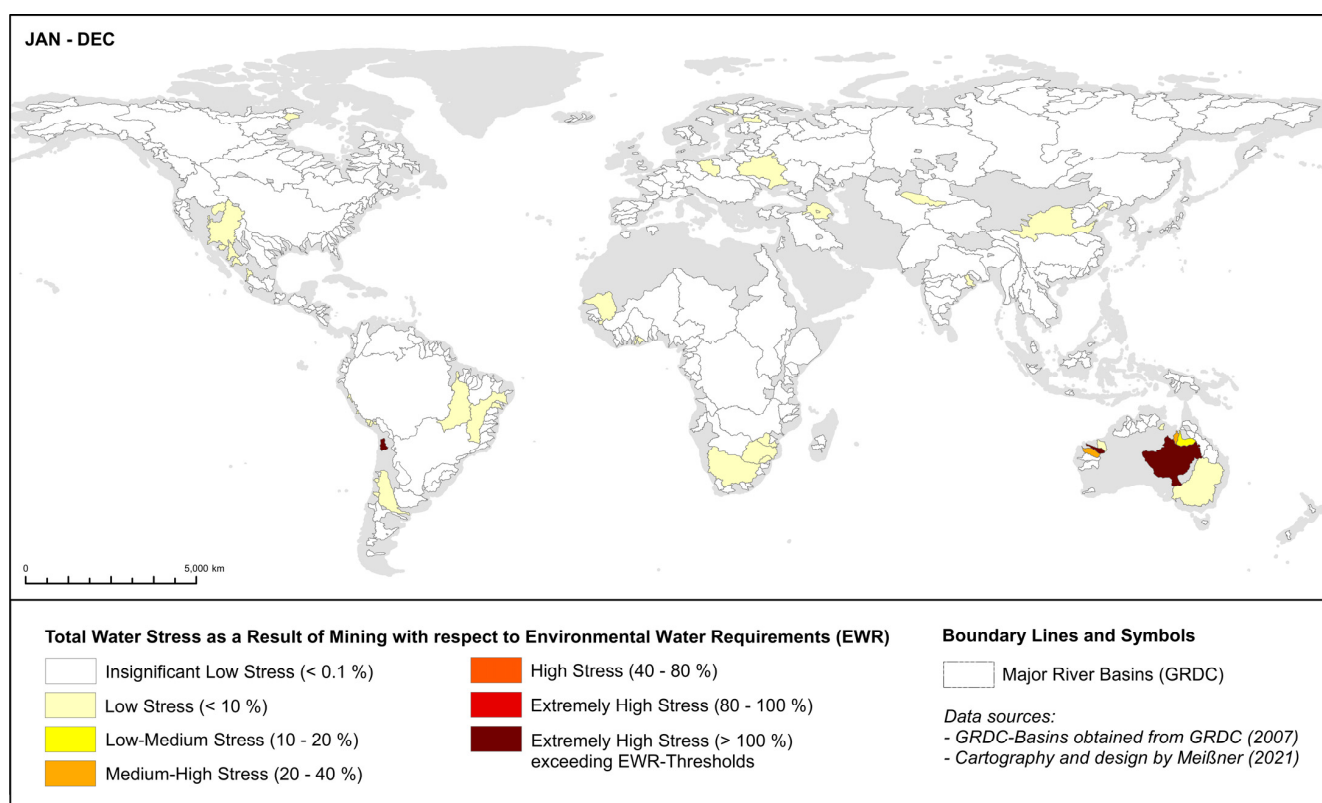 JAN - DEC
0
5,000 km
Total Water Stress as a Result of Mining with respect to Environmental Water Requirements (EWR)
Insignificant Low Stress (< 0.1 %)
Low Stress (< 10 %)
Low-Medium Stress (10 - 20 %)
Medium-High Stress (20 - 40 %)
High Stress (40 - 80 %)
Extremely High Stress (80 - 100 %)
Extremely High Stress (> 100 %)
exceeding EWR-Thresholds
Boundary Lines and Symbols
Major River Basins (GRDC)
Data sources:
- GRDC-Basins obtained from GRDC (2007)
- Cartography and design by Meißner (2021)